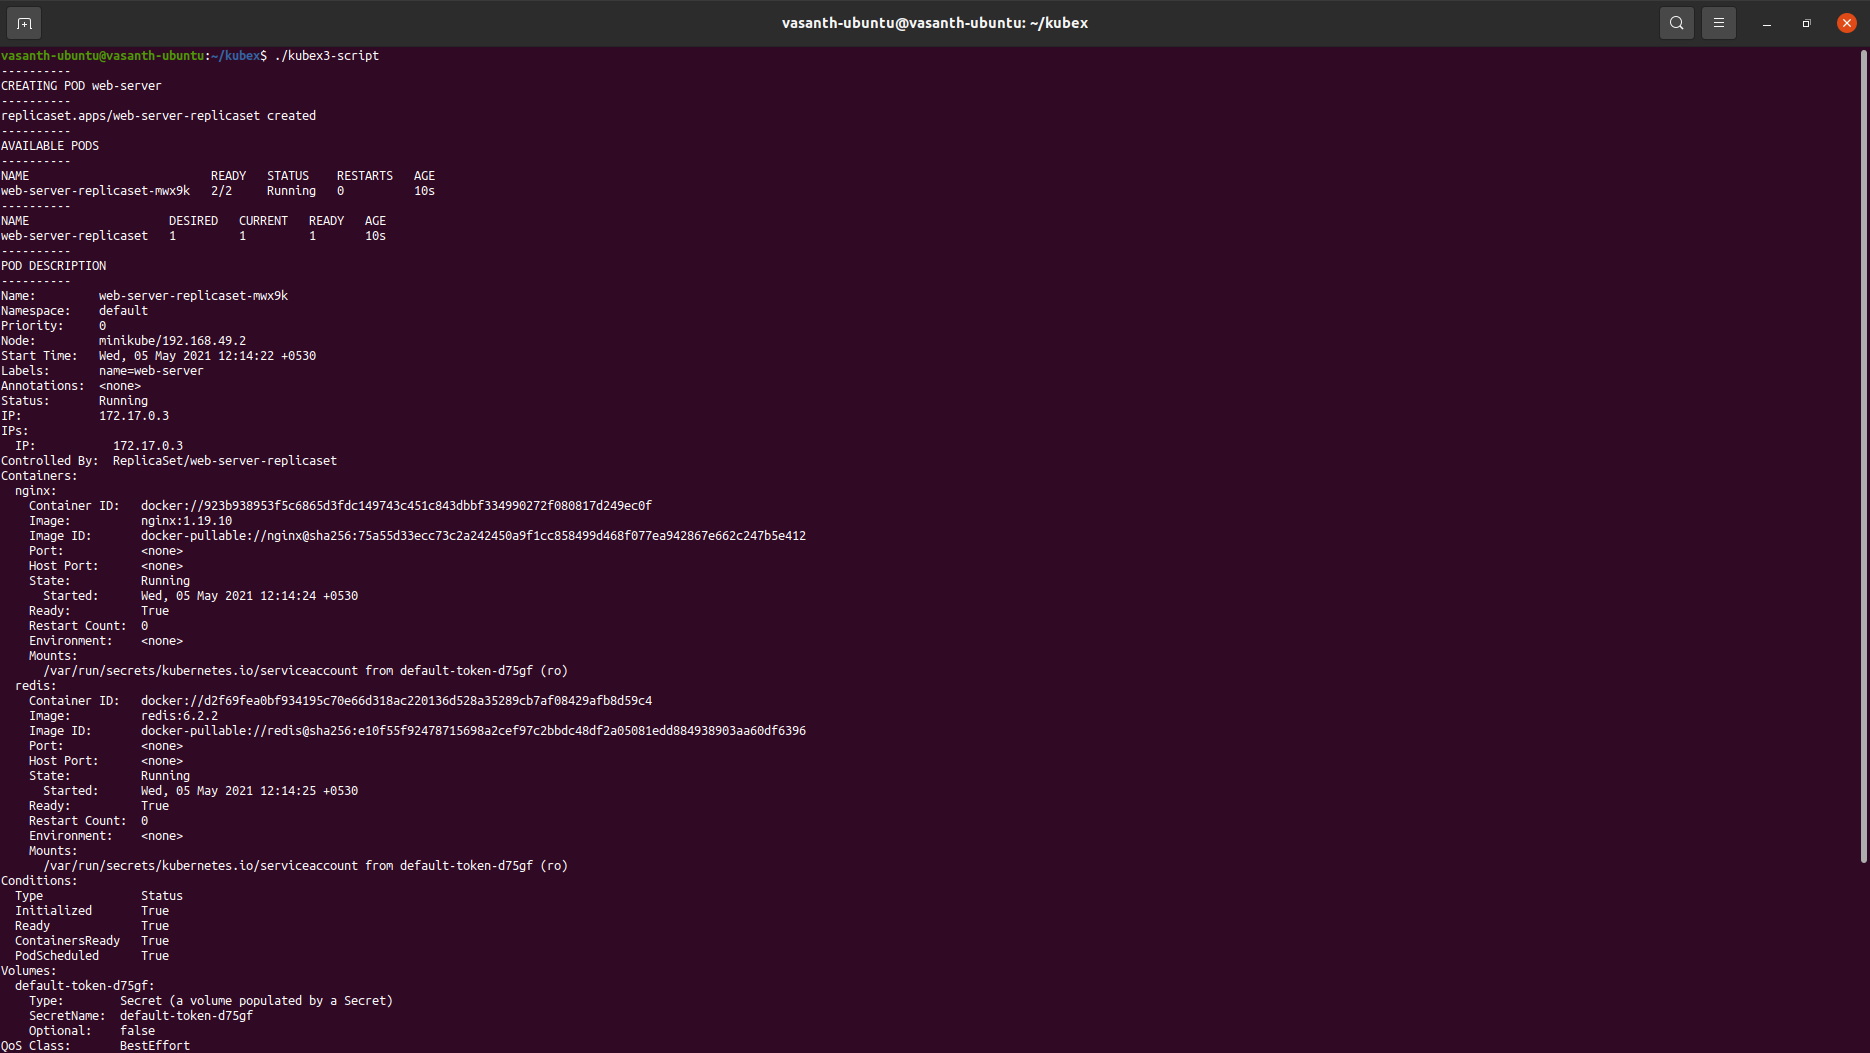 vasanth-ubuntu@vasanth-ubuntu: ~/kubex
vasanth-ubuntu@vasanth-ubuntu:~/kubex$ ./kubex3-script
----------
CREATING POD web-server
----------
replicaset.apps/web-server-replicaset created
----------
AVAILABLE PODS
----------
NAME                          READY   STATUS    RESTARTS   AGE
web-server-replicaset-mwx9k   2/2     Running   0          10s
----------
NAME                    DESIRED   CURRENT   READY   AGE
web-server-replicaset   1         1         1       10s
----------
POD DESCRIPTION
----------
Name:         web-server-replicaset-mwx9k
Namespace:    default
Priority:     0
Node:         minikube/192.168.49.2
Start Time:   Wed, 05 May 2021 12:14:22 +0530
Labels:       name=web-server
Annotations:  <none>
Status:       Running
IP:           172.17.0.3
IPs:
  IP:           172.17.0.3
Controlled By:  ReplicaSet/web-server-replicaset
Containers:
  nginx:
    Container ID:   docker://923b938953f5c6865d3fdc149743c451c843dbbf334990272f080817d249ec0f
    Image:          nginx:1.19.10
    Image ID:       docker-pullable://nginx@sha256:75a55d33ecc73c2a242450a9f1cc858499d468f077ea942867e662c247b5e412
    Port:           <none>
    Host Port:      <none>
    State:          Running
      Started:      Wed, 05 May 2021 12:14:24 +0530
    Ready:          True
    Restart Count:  0
    Environment:    <none>
    Mounts:
      /var/run/secrets/kubernetes.io/serviceaccount from default-token-d75gf (ro)
  redis:
    Container ID:   docker://d2f69fea0bf934195c70e66d318ac220136d528a35289cb7af08429afb8d59c4
    Image:          redis:6.2.2
    Image ID:       docker-pullable://redis@sha256:e10f55f92478715698a2cef97c2bbdc48df2a05081edd884938903aa60df6396
    Port:           <none>
    Host Port:      <none>
    State:          Running
      Started:      Wed, 05 May 2021 12:14:25 +0530
    Ready:          True
    Restart Count:  0
    Environment:    <none>
    Mounts:
      /var/run/secrets/kubernetes.io/serviceaccount from default-token-d75gf (ro)
Conditions:
  Type              Status
  Initialized       True
  Ready             True
  ContainersReady   True
  PodScheduled      True
Volumes:
  default-token-d75gf:
    Type:        Secret (a volume populated by a Secret)
    SecretName:  default-token-d75gf
    Optional:    false
QoS Class:       BestEffort